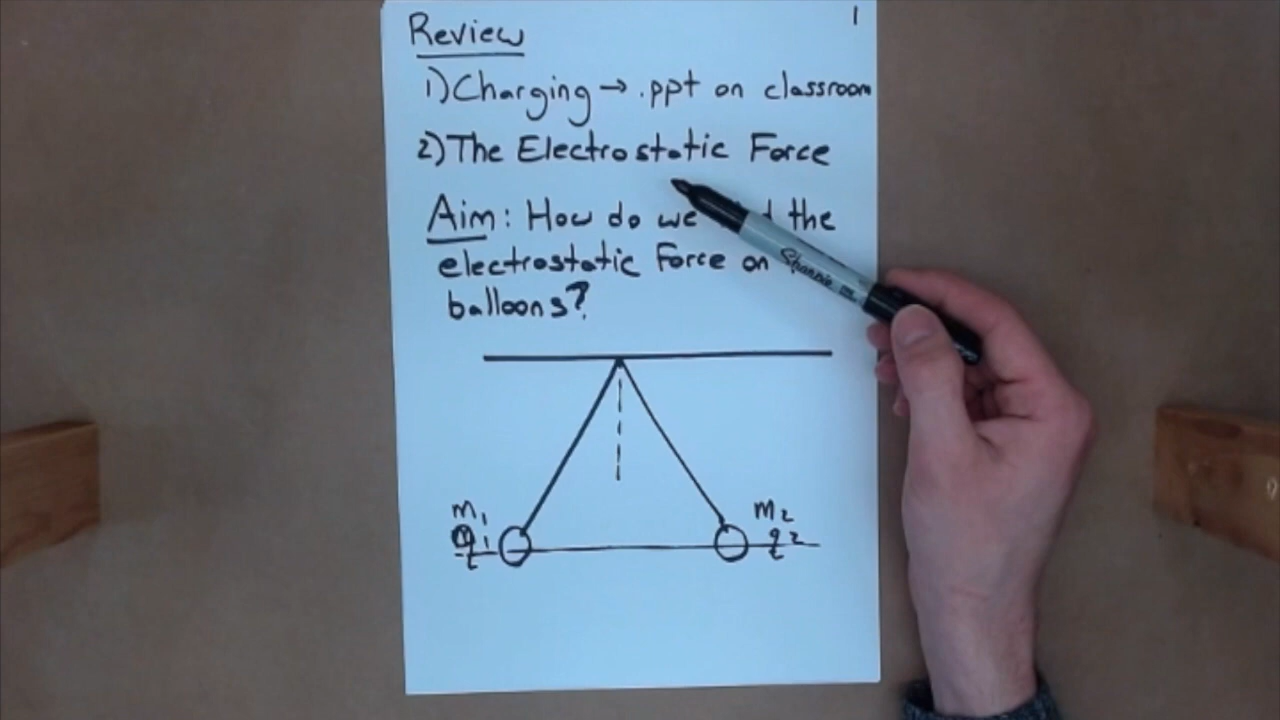 Review
1
1) Charging → .ppt on classroom
2) The Electrostatic Force
Aim: How do we the
electrostatic Force on
balloons?
Sharpie
m₁
q₁
m₂
q₂